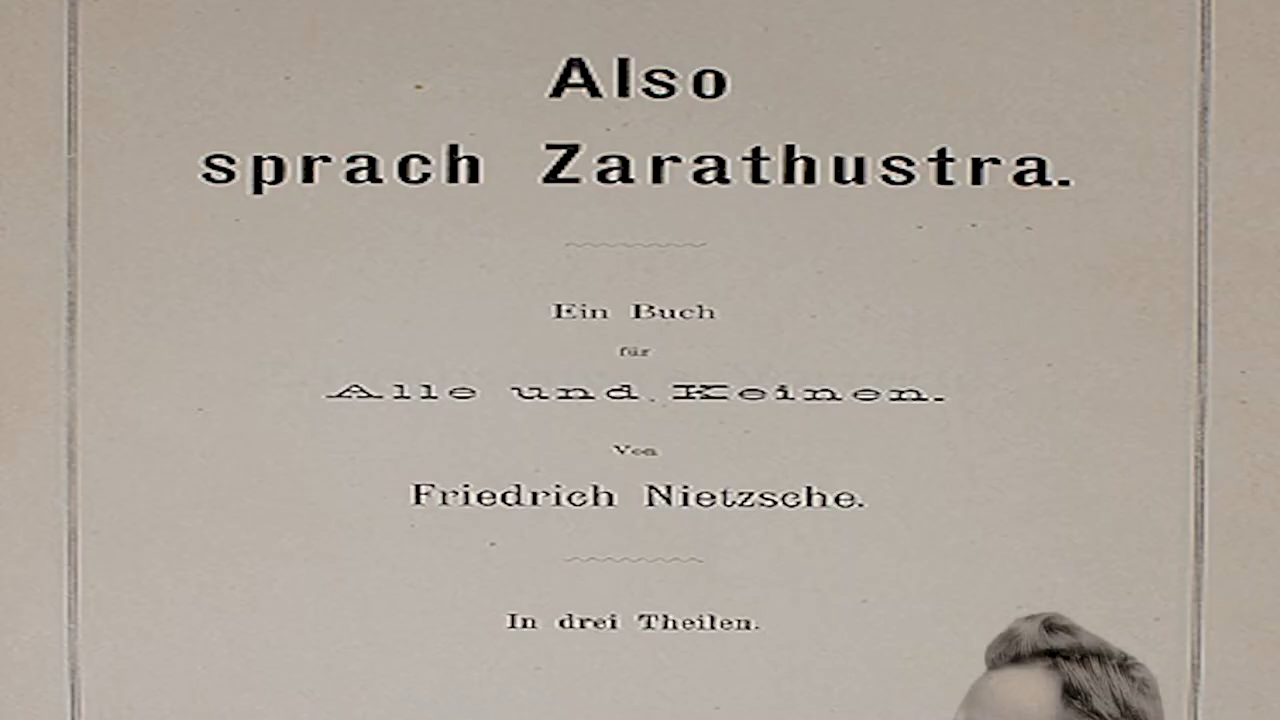 Also
sprach Zarathustra.
Ein Buch
für
Alle und Keinen.
Von
Friedrich Nietzsche.
In drei Theilen.